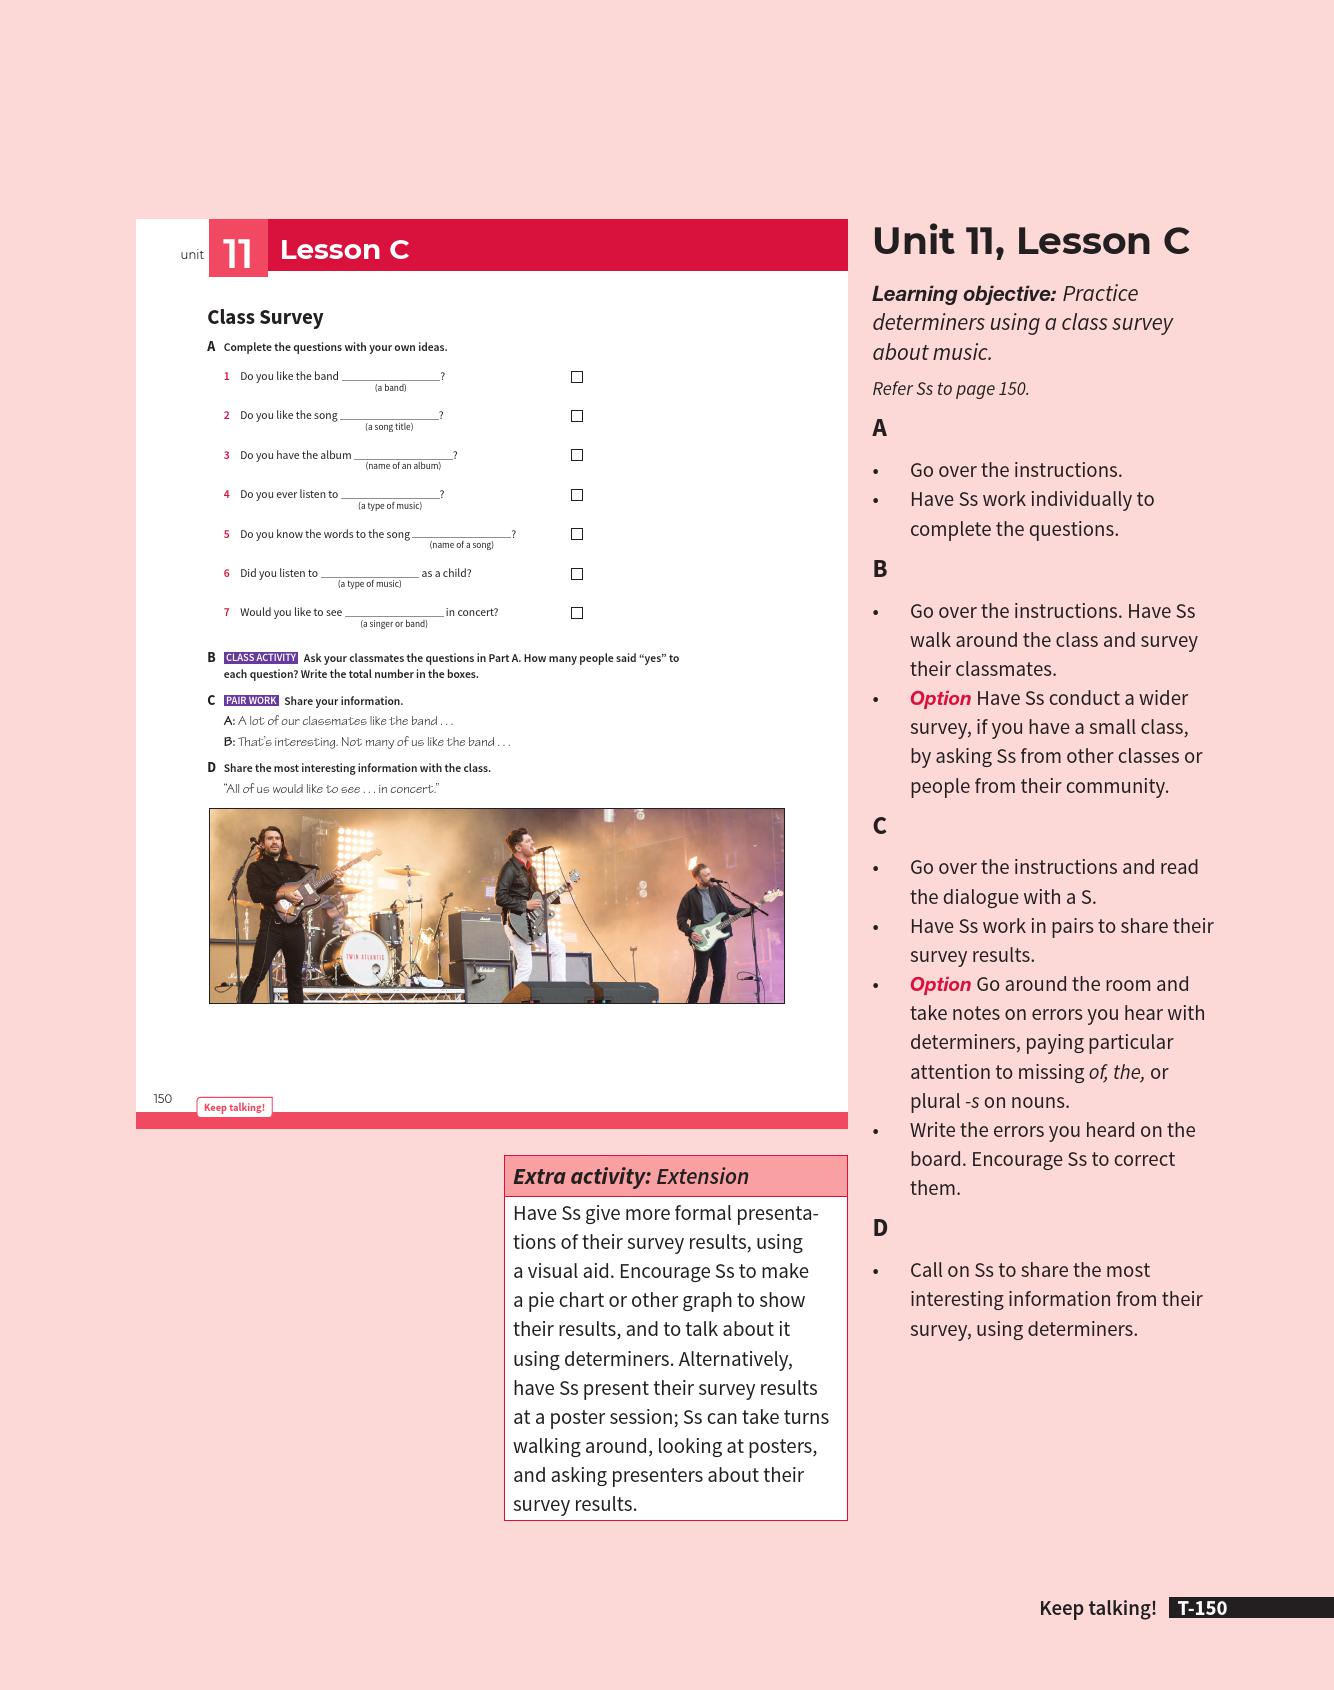 unit 11 Lesson C
Class Survey
A Complete the questions with your own ideas.
1 Do you like the band __________________?
(a band)
2 Do you like the song __________________?
(a song title)
3 Do you have the album __________________?
(name of an album)
4 Do you ever listen to __________________?
(a type of music)
5 Do you know the words to the song __________________?
(name of a song)
6 Did you listen to __________________ as a child?
(a type of music)
7 Would you like to see __________________ in concert?
(a singer or band)
B CLASS ACTIVITY Ask your classmates the questions in Part A. How many people said “yes” to
each question? Write the total number in the boxes.
C PAIR WORK Share your information.
A: A lot of our classmates like the band . . .
B: That’s interesting. Not many of us like the band . . .
D Share the most interesting information with the class.
“All of us would like to see . . . in concert.”
TWIN ATLANTIC
Marshall
Marshall
150 Keep talking!
Unit 11, Lesson C
Learning objective: Practice
determiners using a class survey
about music.
Refer Ss to page 150.
A
• Go over the instructions.
• Have Ss work individually to
complete the questions.
B
• Go over the instructions. Have Ss
walk around the class and survey
their classmates.
• Option Have Ss conduct a wider
survey, if you have a small class,
by asking Ss from other classes or
people from their community.
C
• Go over the instructions and read
the dialogue with a S.
• Have Ss work in pairs to share their
survey results.
• Option Go around the room and
take notes on errors you hear with
determiners, paying particular
attention to missing of, the, or
plural -s on nouns.
• Write the errors you heard on the
board. Encourage Ss to correct
them.
D
• Call on Ss to share the most
interesting information from their
survey, using determiners.
Extra activity: Extension
Have Ss give more formal presenta-
tions of their survey results, using
a visual aid. Encourage Ss to make
a pie chart or other graph to show
their results, and to talk about it
using determiners. Alternatively,
have Ss present their survey results
at a poster session; Ss can take turns
walking around, looking at posters,
and asking presenters about their
survey results.
Keep talking! T-150